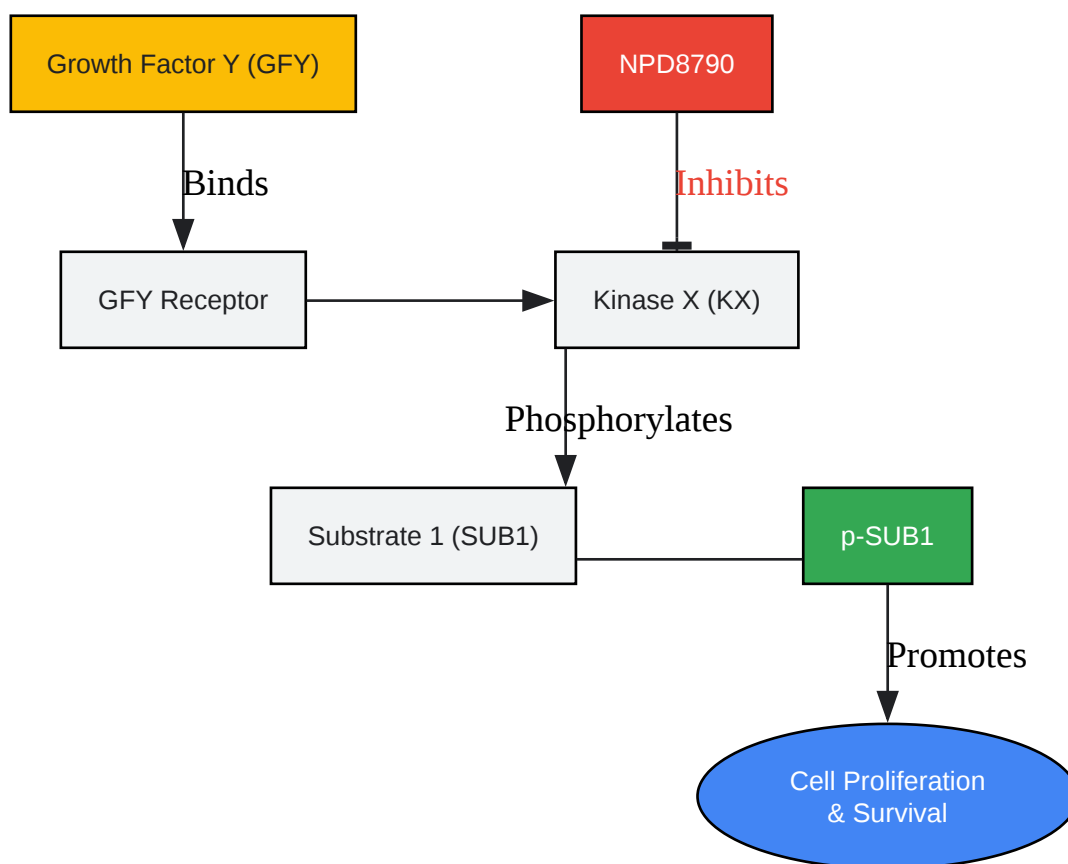 Growth Factor Y (GFY)
NPD8790
Binds
Inhibits
GFY Receptor
Kinase X (KX)
Phosphorylates
Substrate 1 (SUB1)
p-SUB1
Promotes
Cell Proliferation
& Survival